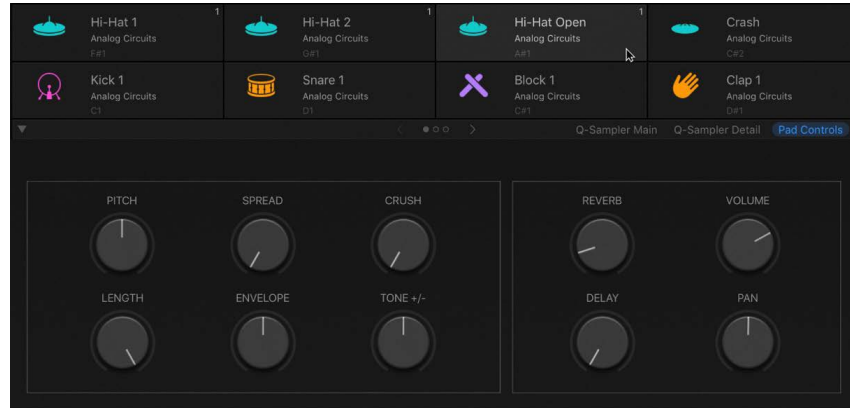 Hi-Hat 1
1
Analog Circuits
F#1
Hi-Hat 2
1
Analog Circuits
G#1
Hi-Hat Open
1
Analog Circuits
A#1
Crash
Analog Circuits
C#2
Kick 1
Analog Circuits
C1
Snare 1
Analog Circuits
D1
Block 1
Analog Circuits
C#1
Clap 1
Analog Circuits
D#1
Q-Sampler Main Q-Sampler Detail Pad Controls
PITCH SPREAD CRUSH REVERB VOLUME
LENGTH ENVELOPE TONE +/- DELAY PAN